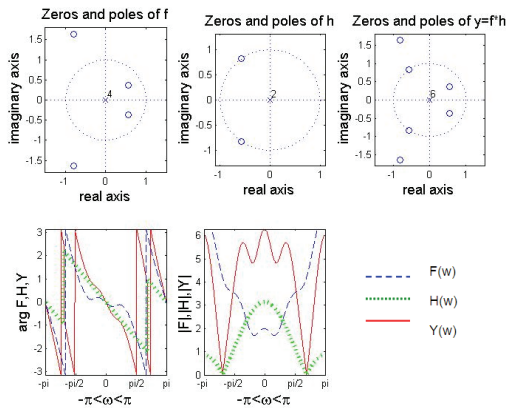 Zeros and poles of f
Zeros and poles of h
Zeros and poles of y=f*h
imaginary axis
1.5
1
0.5
0
-0.5
-1
-1.5
4
-1 0 1
real axis
imaginary axis
1
0.5
0
-0.5
-1
2
-1 0 1
real axis
imaginary axis
1.5
1
0.5
0
-0.5
-1
-1.5
6
-1 0 1
real axis
arg F,H,Y
3
2
1
0
-1
-2
-3
-pi -pi/2 0 pi/2 pi
-π<ω<π
|F|,|H|,|Y|
6
5
4
3
2
1
0
-pi -pi/2 0 pi/2 pi
-π<ω<π
F(w)
H(w)
Y(w)